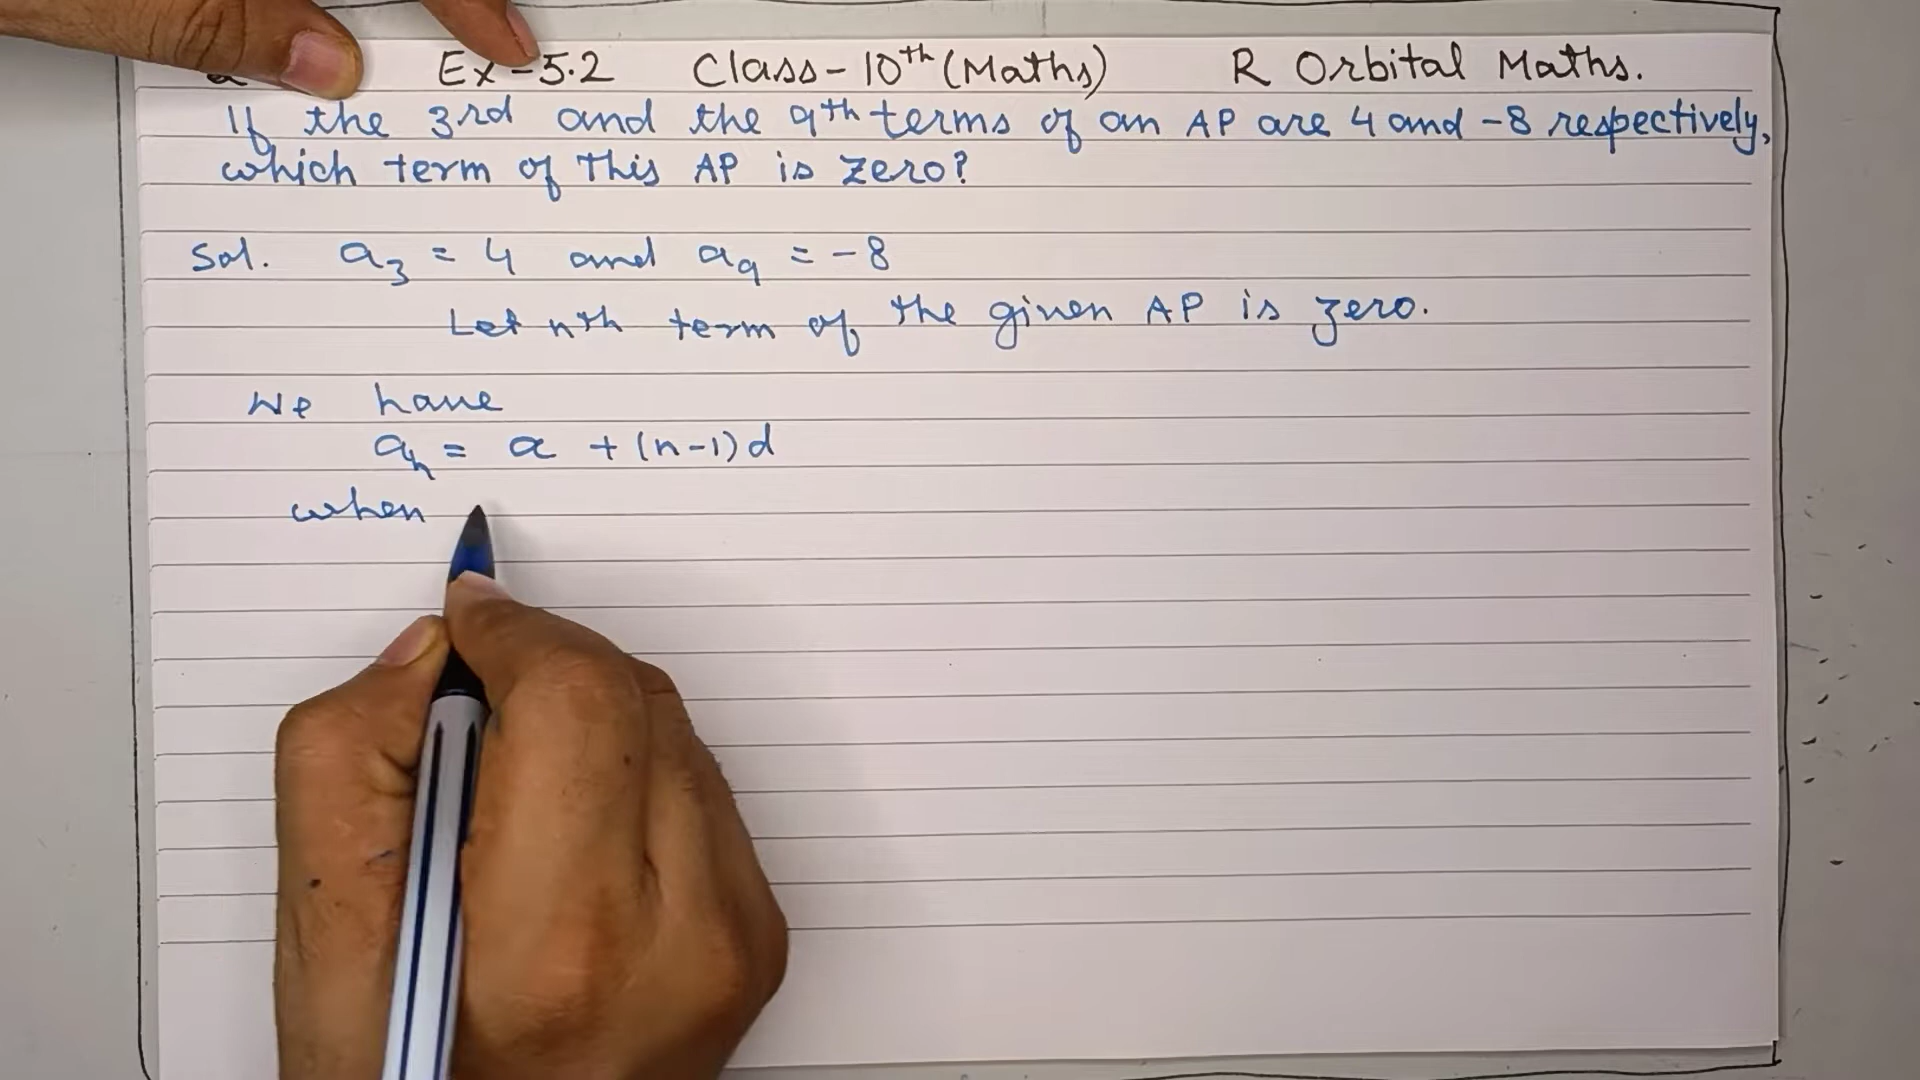 Ex-5.2 Class-10th (Maths) R Orbital Maths.
If the 3rd and the 9th terms of an AP are 4 and -8 respectively,
which term of this AP is zero?
Sol. a₃ = 4 and a₉ = -8
Let nth term of the given AP is zero.
We have
aₙ = a + (n-1)d
when